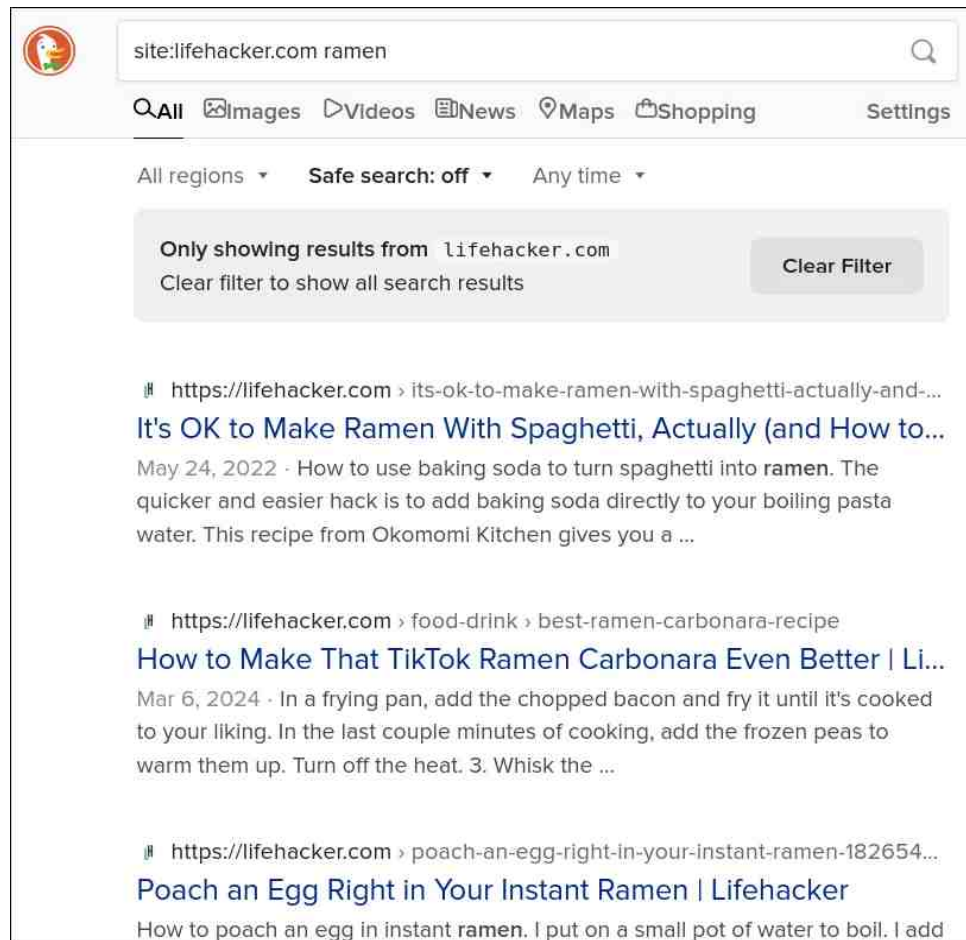 site:lifehacker.com ramen
All Images Videos News Maps Shopping Settings
All regions Safe search: off Any time
Only showing results from lifehacker.com
Clear filter to show all search results
Clear Filter
https://lifehacker.com › its-ok-to-make-ramen-with-spaghetti-actually-and-...
It's OK to Make Ramen With Spaghetti, Actually (and How to...
May 24, 2022 · How to use baking soda to turn spaghetti into ramen. The
quicker and easier hack is to add baking soda directly to your boiling pasta
water. This recipe from Okomomi Kitchen gives you a ...
https://lifehacker.com › food-drink › best-ramen-carbonara-recipe
How to Make That TikTok Ramen Carbonara Even Better | Li...
Mar 6, 2024 · In a frying pan, add the chopped bacon and fry it until it's cooked
to your liking. In the last couple minutes of cooking, add the frozen peas to
warm them up. Turn off the heat. 3. Whisk the ...
https://lifehacker.com › poach-an-egg-right-in-your-instant-ramen-182654...
Poach an Egg Right in Your Instant Ramen | Lifehacker
How to poach an egg in instant ramen. I put on a small pot of water to boil. I add